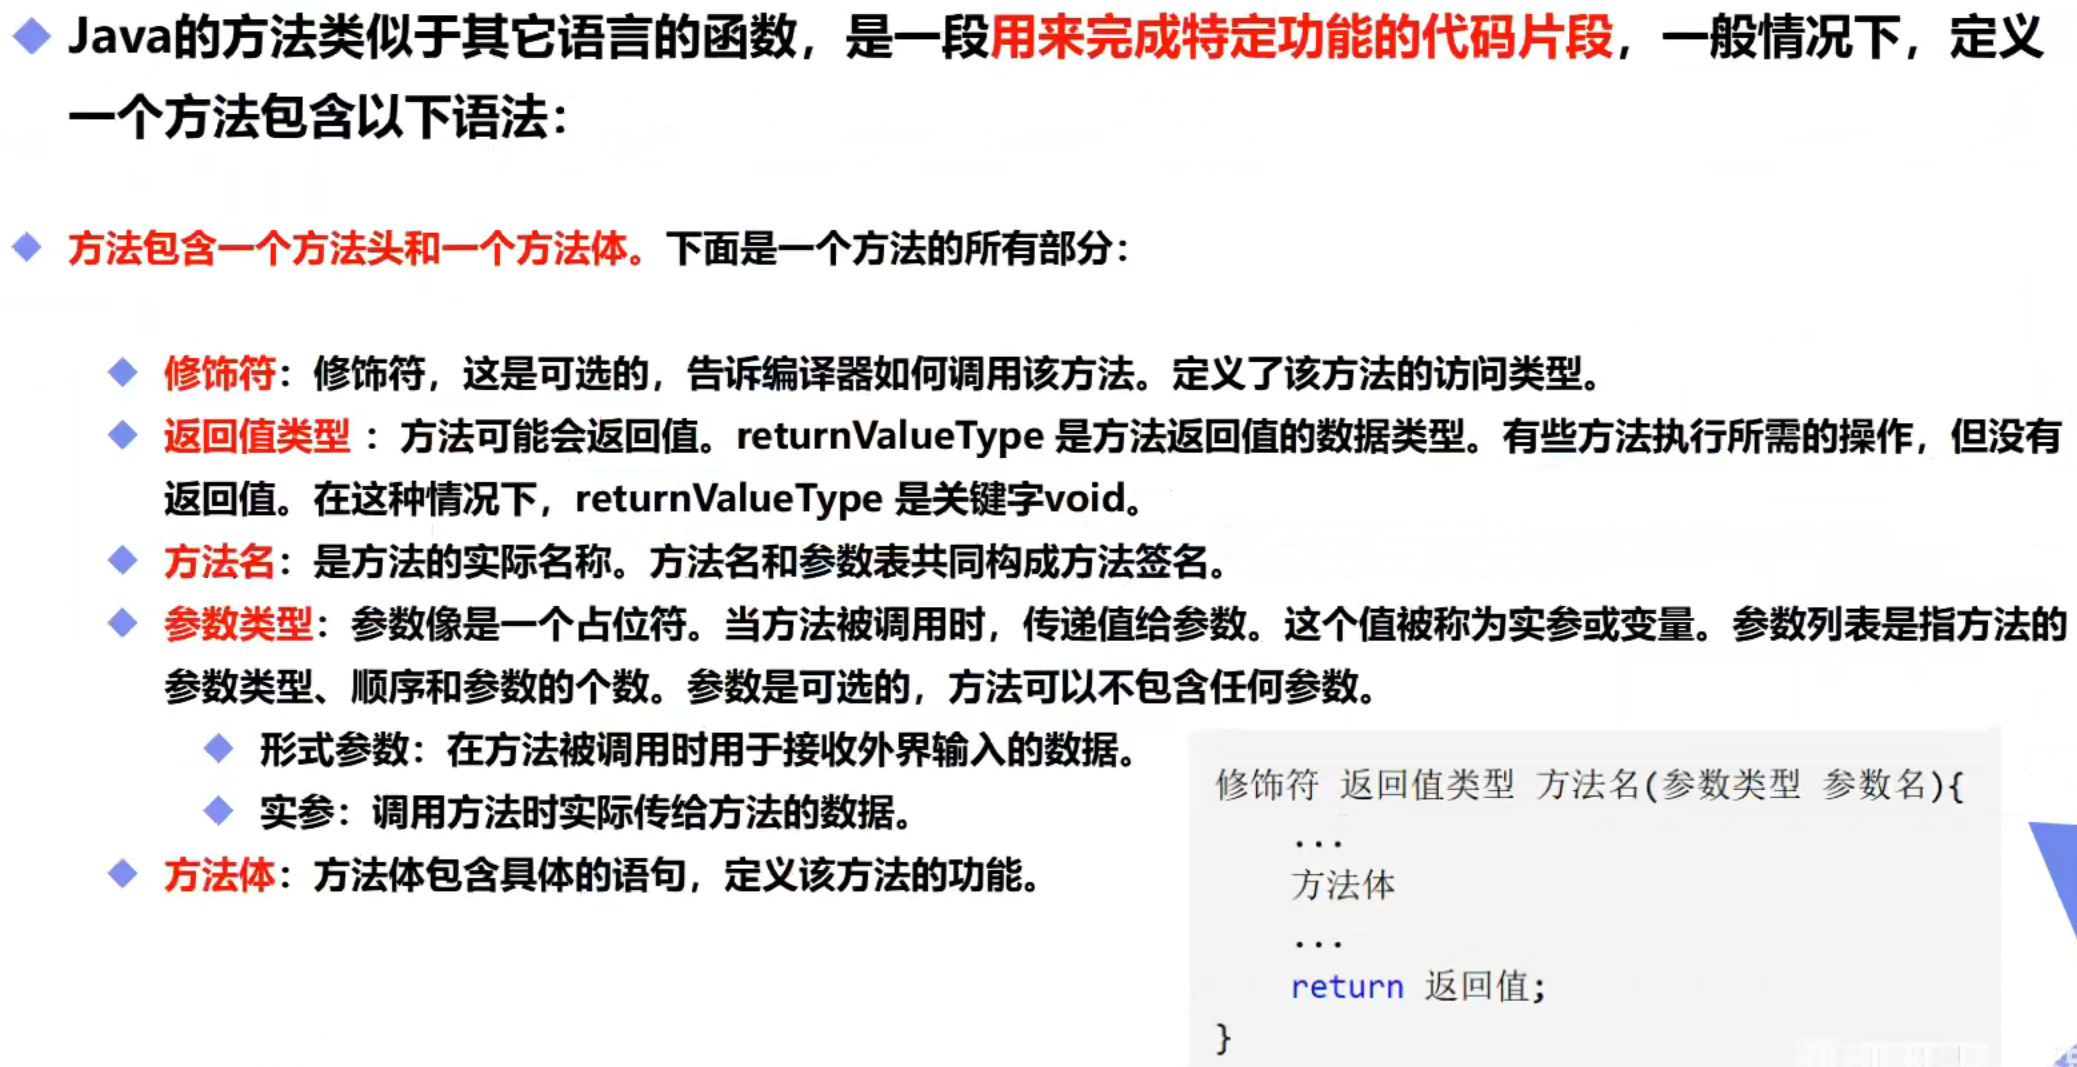 Java的方法类似于其它语言的函数，是一段用来完成特定功能的代码片段，一般情况下，定义
一个方法包含以下语法：
方法包含一个方法头和一个方法体。下面是一个方法的所有部分：
修饰符：修饰符，这是可选的，告诉编译器如何调用该方法。定义了该方法的访问类型。
返回值类型 ：方法可能会返回值。returnValueType 是方法返回值的数据类型。有些方法执行所需的操作，但没有
返回值。在这种情况下，returnValueType 是关键字void。
方法名：是方法的实际名称。方法名和参数表共同构成方法签名。
参数类型：参数像是一个占位符。当方法被调用时，传递值给参数。这个值被称为实参或变量。参数列表是指方法的
参数类型、顺序和参数的个数。参数是可选的，方法可以不包含任何参数。
形式参数：在方法被调用时用于接收外界输入的数据。
实参：调用方法时实际传给方法的数据。
方法体：方法体包含具体的语句，定义该方法的功能。
修饰符 返回值类型 方法名(参数类型 参数名){
...
方法体
...
return 返回值;
}